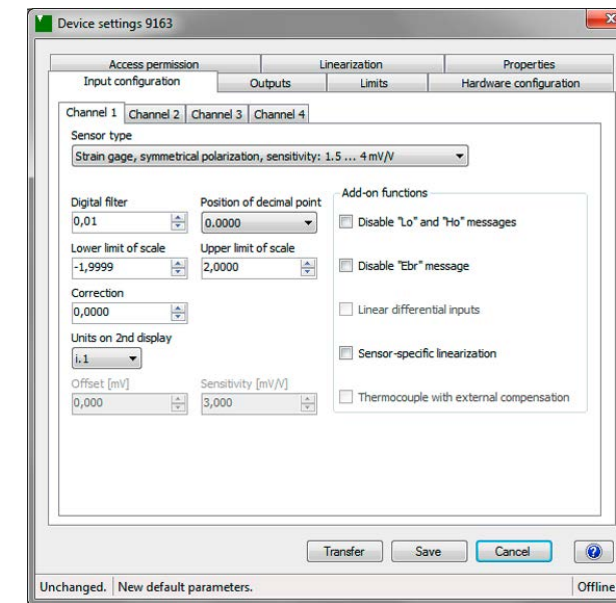 Device settings 9163
Access permission Linearization Properties
Input configuration Outputs Limits Hardware configuration
Channel 1 Channel 2 Channel 3 Channel 4
Sensor type
Strain gage, symmetrical polarization, sensitivity: 1.5 ... 4 mV/V
Digital filter Position of decimal point
0,01 0.0000
Lower limit of scale Upper limit of scale
-1,9999 2,0000
Correction
0,0000
Units on 2nd display
i.1
Offset [mV] Sensitivity [mV/V]
0,000 3,000
Add-on functions
Disable "Lo" and "Ho" messages
Disable "Ebr" message
Linear differential inputs
Sensor-specific linearization
Thermocouple with external compensation
Transfer Save Cancel ?
Unchanged. New default parameters. Offline